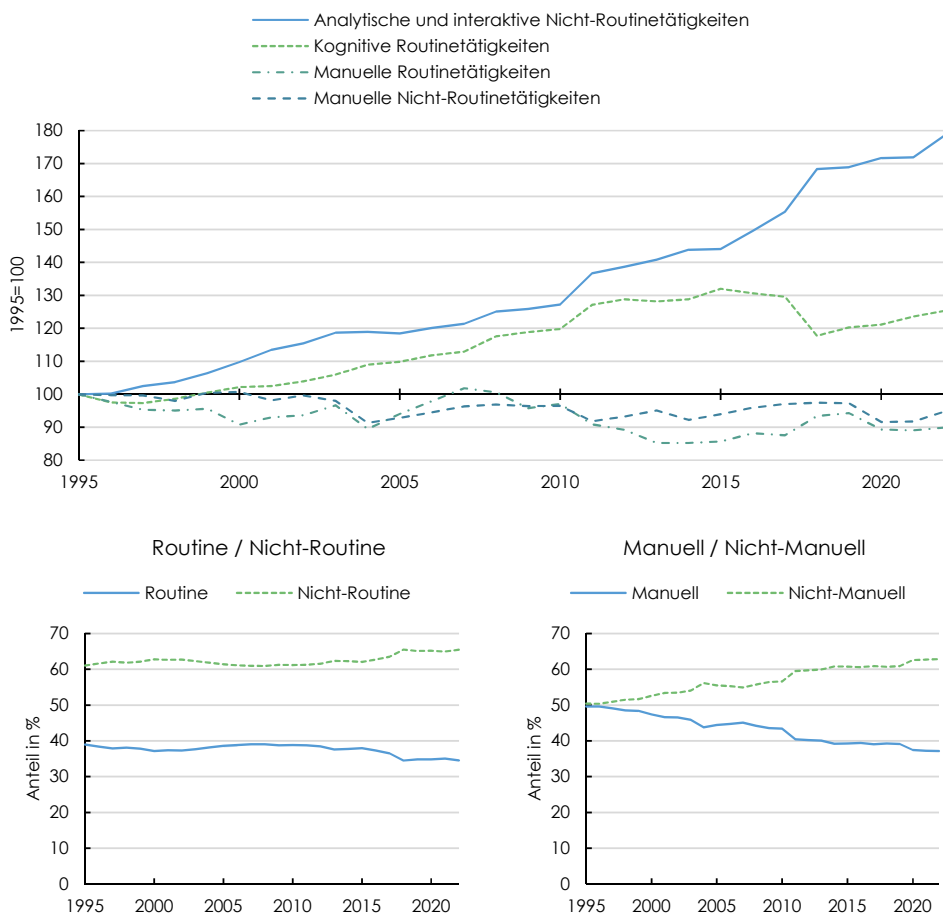 Analytische und interaktive Nicht-Routinetätigkeiten
Kognitive Routinetätigkeiten
Manuelle Routinetätigkeiten
Manuelle Nicht-Routinetätigkeiten
1995=100
180
170
160
150
140
130
120
110
100
90
80
1995 2000 2005 2010 2015 2020
Routine / Nicht-Routine
Routine Nicht-Routine
Anteil in %
70
60
50
40
30
20
10
0
1995 2000 2005 2010 2015 2020
Manuell / Nicht-Manuell
Manuell Nicht-Manuell
Anteil in %
70
60
50
40
30
20
10
0
1995 2000 2005 2010 2015 2020